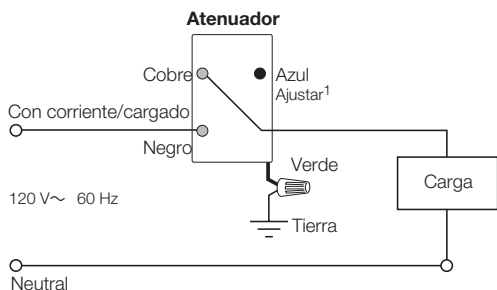 Atenuador
Cobre
Azul
Ajustar1
Con corriente/cargado
Negro
Verde
Carga
120 V~ 60 Hz
Tierra
Neutral